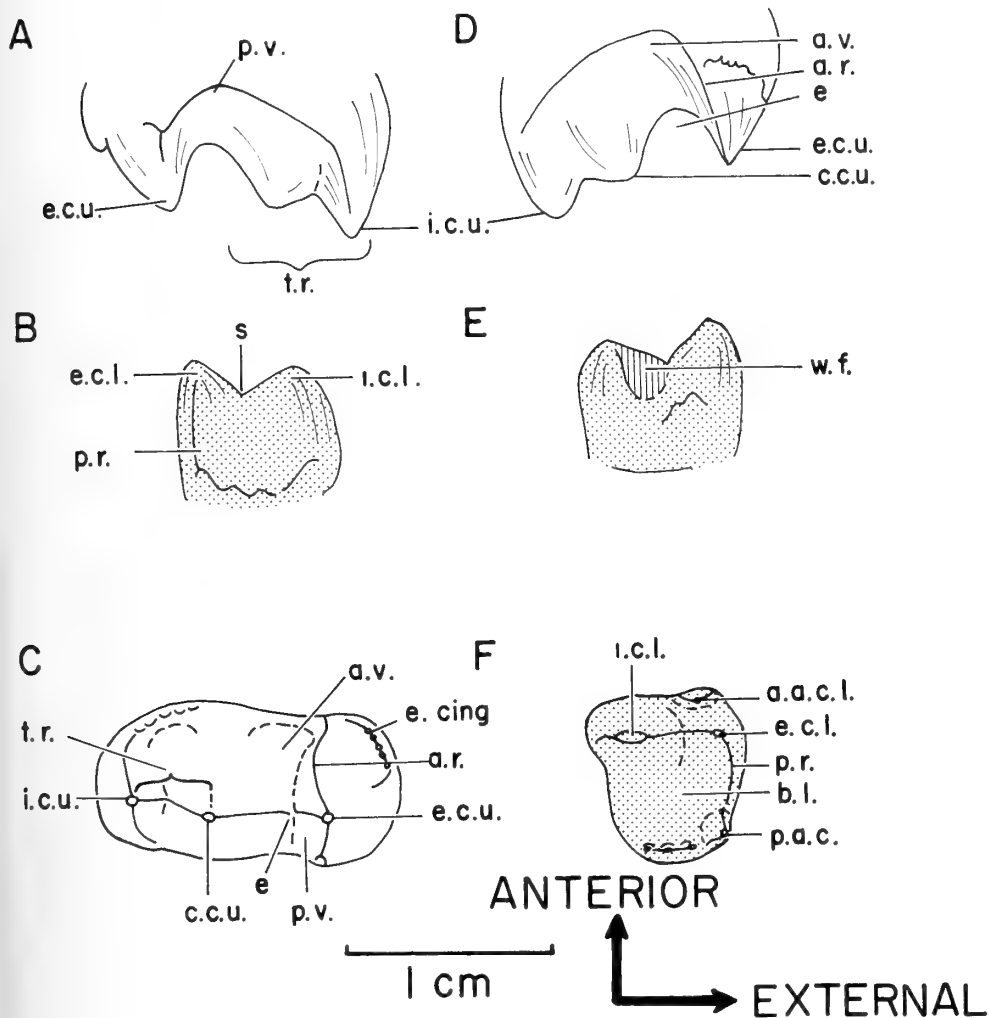 A
p.v.
D
a.v.
a.r.
e
e.c.u.
c.c.u.
e.c.u.
i.c.u.
t.r.
B
s
E
e.c.l.
ı.c.l.
w.f.
p.r.
C
a.v.
F
ı.c.l.
t.r.
e. cing
a.a.c.l.
a.r.
e.c.l.
p.r.
i.c.u.
e.c.u.
b.l.
p.a.c.
c.c.u.
e
p.v.
ANTERIOR
1 cm
EXTERNAL